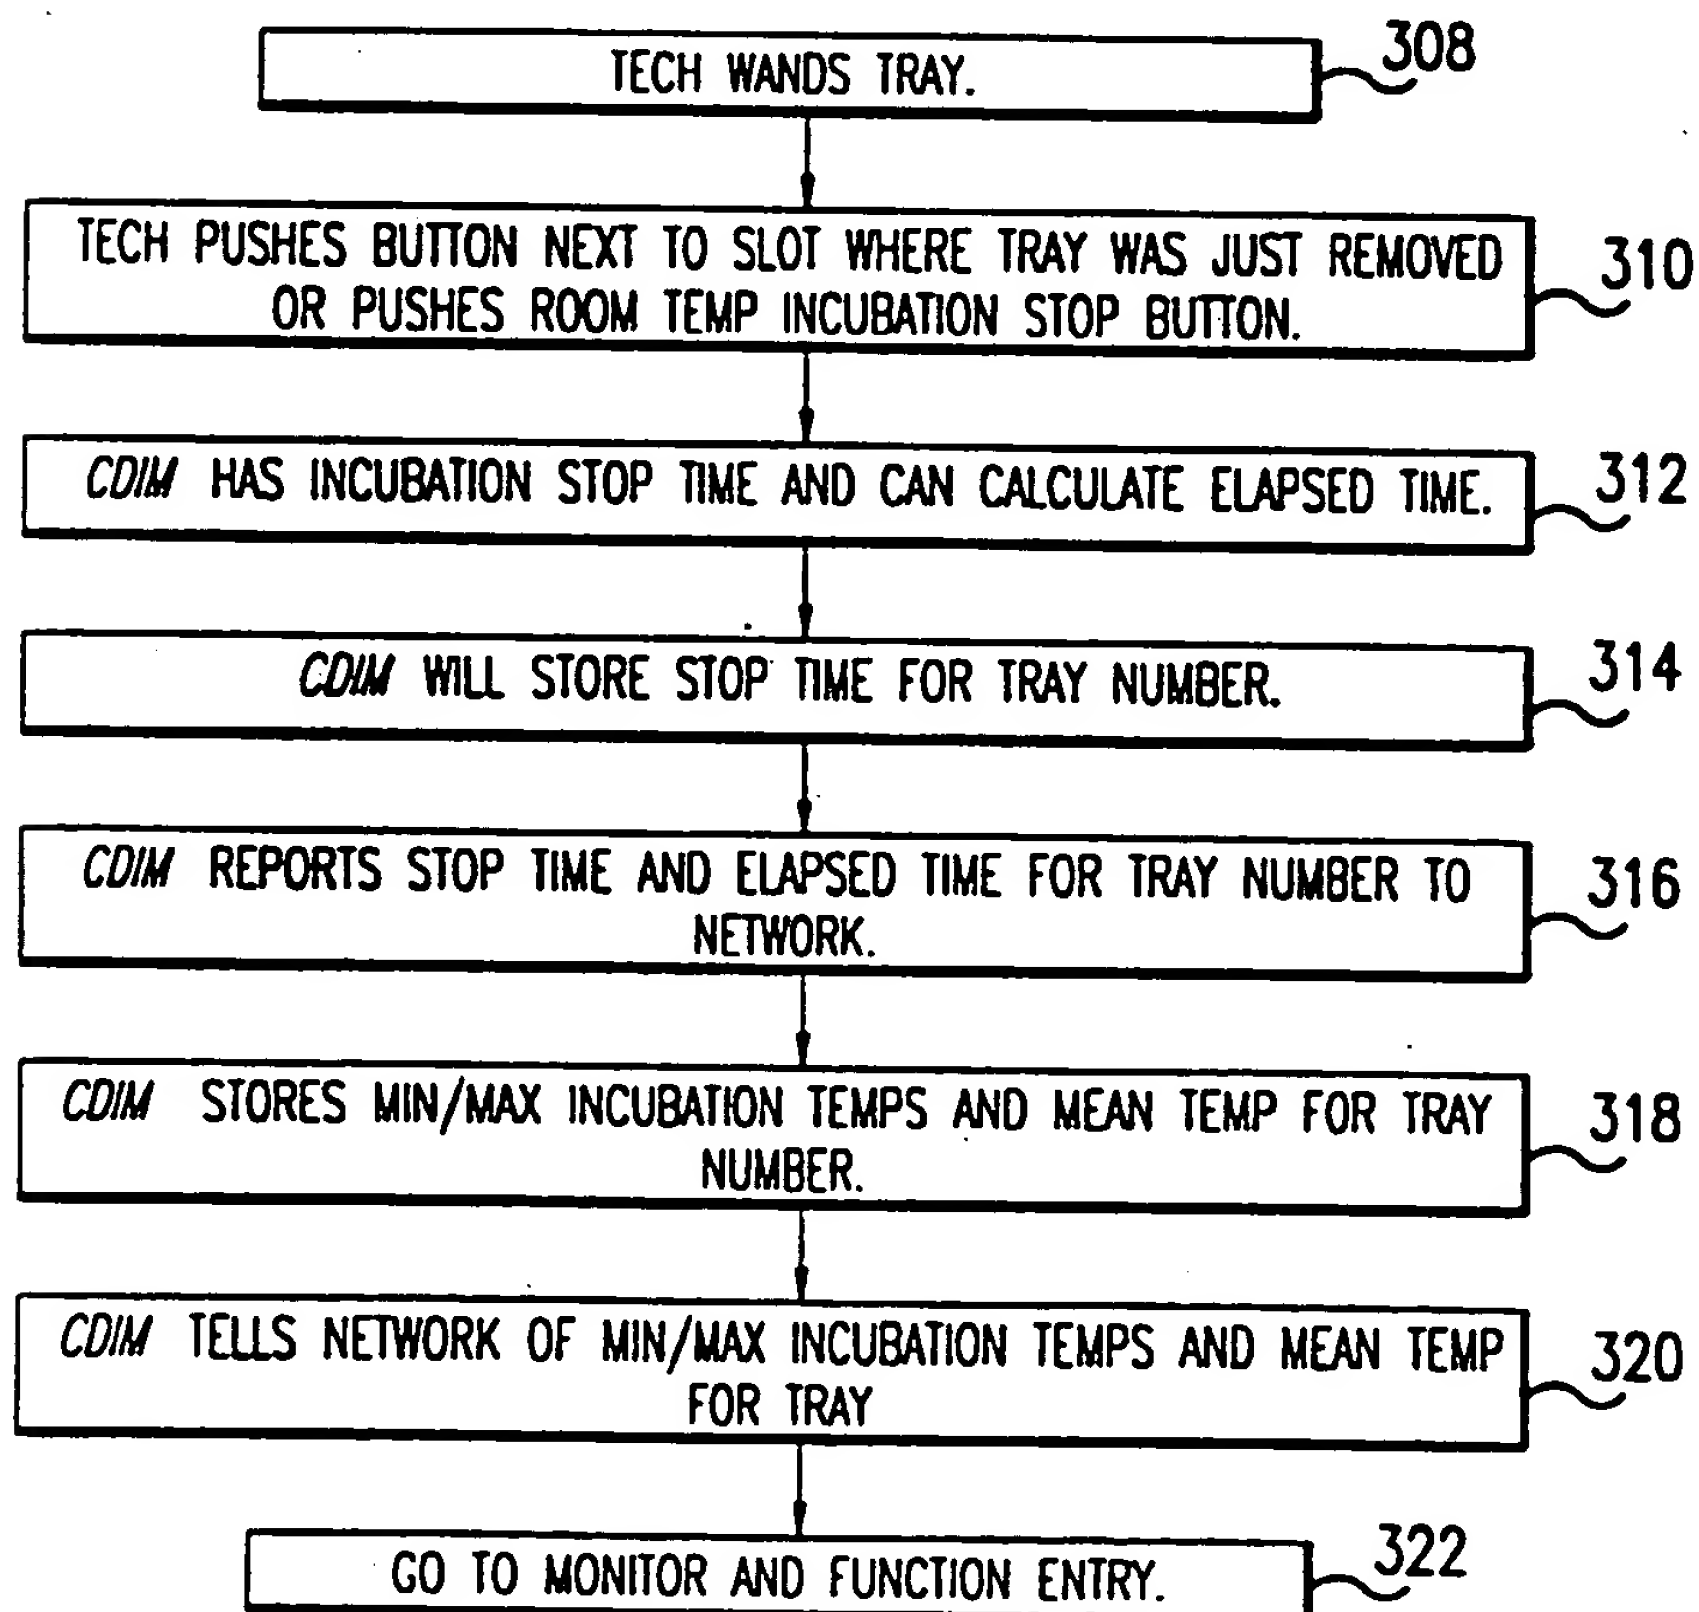 TECH WANDS TRAY.
308
TECH PUSHES BUTTON NEXT TO SLOT WHERE TRAY WAS JUST REMOVED
OR PUSHES ROOM TEMP INCUBATION STOP BUTTON.
310
CDIM HAS INCUBATION STOP TIME AND CAN CALCULATE ELAPSED TIME.
312
CDIM WILL STORE STOP TIME FOR TRAY NUMBER.
314
CDIM REPORTS STOP TIME AND ELAPSED TIME FOR TRAY NUMBER TO
NETWORK.
316
CDIM STORES MIN/MAX INCUBATION TEMPS AND MEAN TEMP FOR TRAY
NUMBER.
318
CDIM TELLS NETWORK OF MIN/MAX INCUBATION TEMPS AND MEAN TEMP
FOR TRAY
320
GO TO MONITOR AND FUNCTION ENTRY.
322